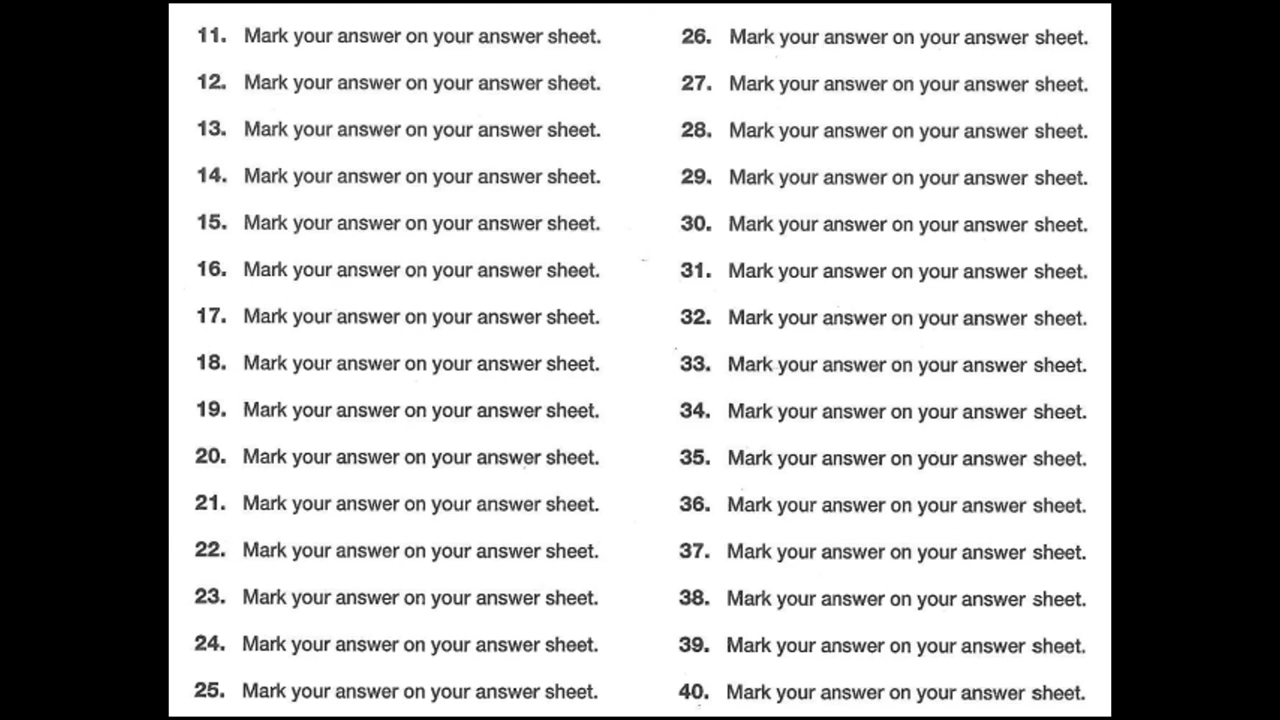 11. Mark your answer on your answer sheet.
12. Mark your answer on your answer sheet.
13. Mark your answer on your answer sheet.
14. Mark your answer on your answer sheet.
15. Mark your answer on your answer sheet.
16. Mark your answer on your answer sheet.
17. Mark your answer on your answer sheet.
18. Mark your answer on your answer sheet.
19. Mark your answer on your answer sheet.
20. Mark your answer on your answer sheet.
21. Mark your answer on your answer sheet.
22. Mark your answer on your answer sheet.
23. Mark your answer on your answer sheet.
24. Mark your answer on your answer sheet.
25. Mark your answer on your answer sheet.
26. Mark your answer on your answer sheet.
27. Mark your answer on your answer sheet.
28. Mark your answer on your answer sheet.
29. Mark your answer on your answer sheet.
30. Mark your answer on your answer sheet.
31. Mark your answer on your answer sheet.
32. Mark your answer on your answer sheet.
33. Mark your answer on your answer sheet.
34. Mark your answer on your answer sheet.
35. Mark your answer on your answer sheet.
36. Mark your answer on your answer sheet.
37. Mark your answer on your answer sheet.
38. Mark your answer on your answer sheet.
39. Mark your answer on your answer sheet.
40. Mark your answer on your answer sheet.